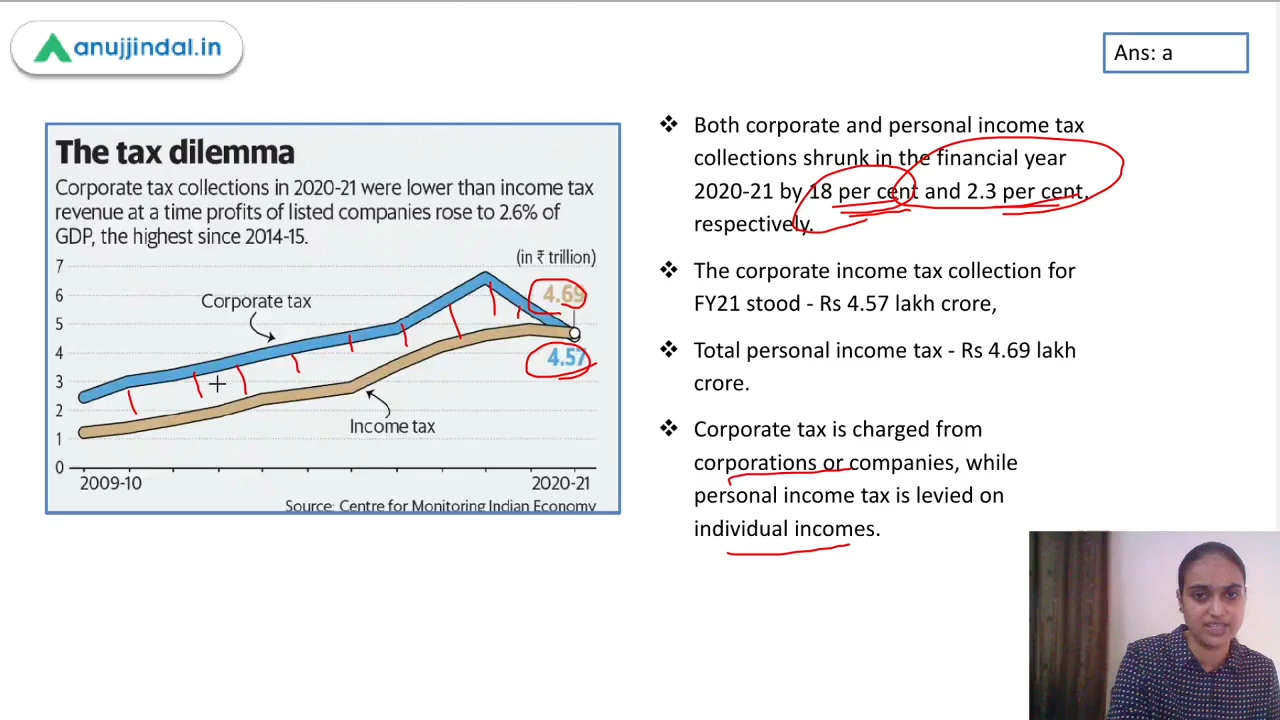 anujjindal.in
Ans: a
The tax dilemma
Corporate tax collections in 2020-21 were lower than income tax
revenue at a time profits of listed companies rose to 2.6% of
GDP, the highest since 2014-15.
(in ₹ trillion)
7
6
5
4
3
2
1
0
Corporate tax
4.69
4.57
Income tax
2009-10
2020-21
Source: Centre for Monitoring Indian Economy
❖ Both corporate and personal income tax
collections shrunk in the financial year
2020-21 by 18 per cent and 2.3 per cent,
respectively.
❖ The corporate income tax collection for
FY21 stood - Rs 4.57 lakh crore,
❖ Total personal income tax - Rs 4.69 lakh
crore.
❖ Corporate tax is charged from
corporations or companies, while
personal income tax is levied on
individual incomes.